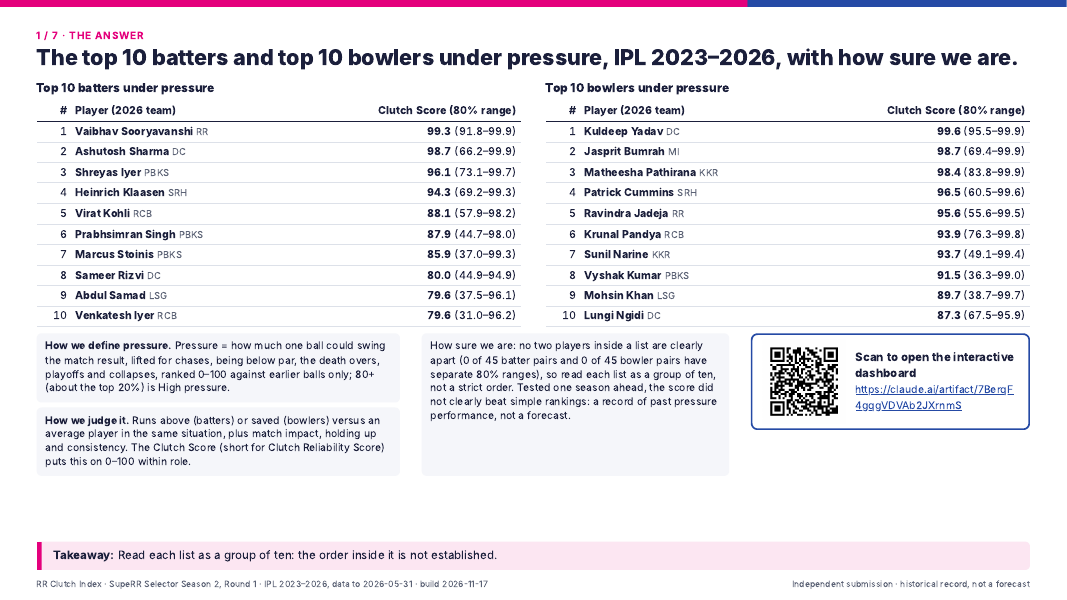 1 / 7 · THE ANSWER
The top 10 batters and top 10 bowlers under pressure, IPL 2023–2026, with how sure we are.
Top 10 batters under pressure
# Player (2026 team) Clutch Score (80% range)
1 Vaibhav Sooryavanshi RR 99.3 (91.8–99.9)
2 Ashutosh Sharma DC 98.7 (66.2–99.9)
3 Shreyas Iyer PBKS 96.1 (73.1–99.7)
4 Heinrich Klaasen SRH 94.3 (69.2–99.3)
5 Virat Kohli RCB 88.1 (57.9–98.2)
6 Prabhsimran Singh PBKS 87.9 (44.7–98.0)
7 Marcus Stoinis PBKS 85.9 (37.0–99.3)
8 Sameer Rizvi DC 80.0 (44.9–94.9)
9 Abdul Samad LSG 79.6 (37.5–96.1)
10 Venkatesh Iyer RCB 79.6 (31.0–96.2)
Top 10 bowlers under pressure
# Player (2026 team) Clutch Score (80% range)
1 Kuldeep Yadav DC 99.6 (95.5–99.9)
2 Jasprit Bumrah MI 98.7 (69.4–99.9)
3 Matheesha Pathirana KKR 98.4 (83.8–99.9)
4 Patrick Cummins SRH 96.5 (60.5–99.6)
5 Ravindra Jadeja RR 95.6 (55.6–99.5)
6 Krunal Pandya RCB 93.9 (76.3–99.8)
7 Sunil Narine KKR 93.7 (49.1–99.4)
8 Vyshak Kumar PBKS 91.5 (36.3–99.0)
9 Mohsin Khan LSG 89.7 (38.7–99.7)
10 Lungi Ngidi DC 87.3 (67.5–95.9)
How we define pressure. Pressure = how much one ball could swing
the match result, lifted for chases, being below par, the death overs,
playoffs and collapses, ranked 0–100 against earlier balls only; 80+
(about the top 20%) is High pressure.
How we judge it. Runs above (batters) or saved (bowlers) versus an
average player in the same situation, plus match impact, holding up
and consistency. The Clutch Score (short for Clutch Reliability Score)
puts this on 0–100 within role.
How sure we are: no two players inside a list are clearly
apart (0 of 45 batter pairs and 0 of 45 bowler pairs have
separate 80% ranges), so read each list as a group of ten,
not a strict order. Tested one season ahead, the score did
not clearly beat simple rankings: a record of past pressure
performance, not a forecast.
Scan to open the interactive
dashboard
https://claude.ai/artifact/7BerqF
4gqgVDVAb2JXrnmS
Takeaway: Read each list as a group of ten: the order inside it is not established.
RR Clutch Index · SupeRR Selector Season 2, Round 1 · IPL 2023–2026, data to 2026-05-31 · build 2026-11-17
Independent submission · historical record, not a forecast